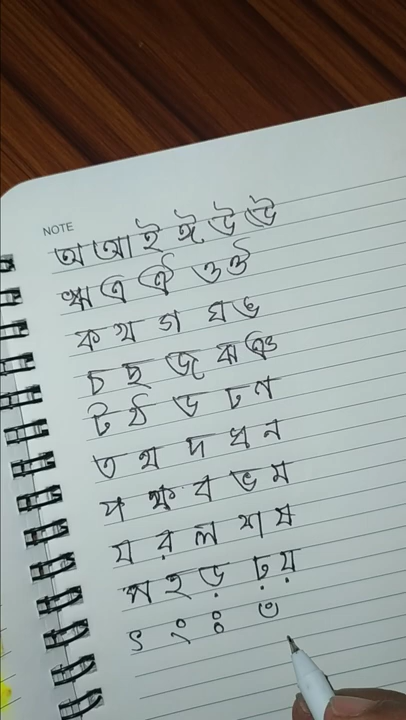 NOTE
অ আ ই ঈ উ ঊ
ঋ এ ঐ ও ঔ
ক খ গ ঘ ঙ
চ ছ জ ঝ ঞ
ট ঠ ড ঢ ণ
ত থ দ ধ ন
প ফ ব ভ ম
য র ল শ ষ
স হ ড় ঢ় য়
ৎ ং ঃ ঁ